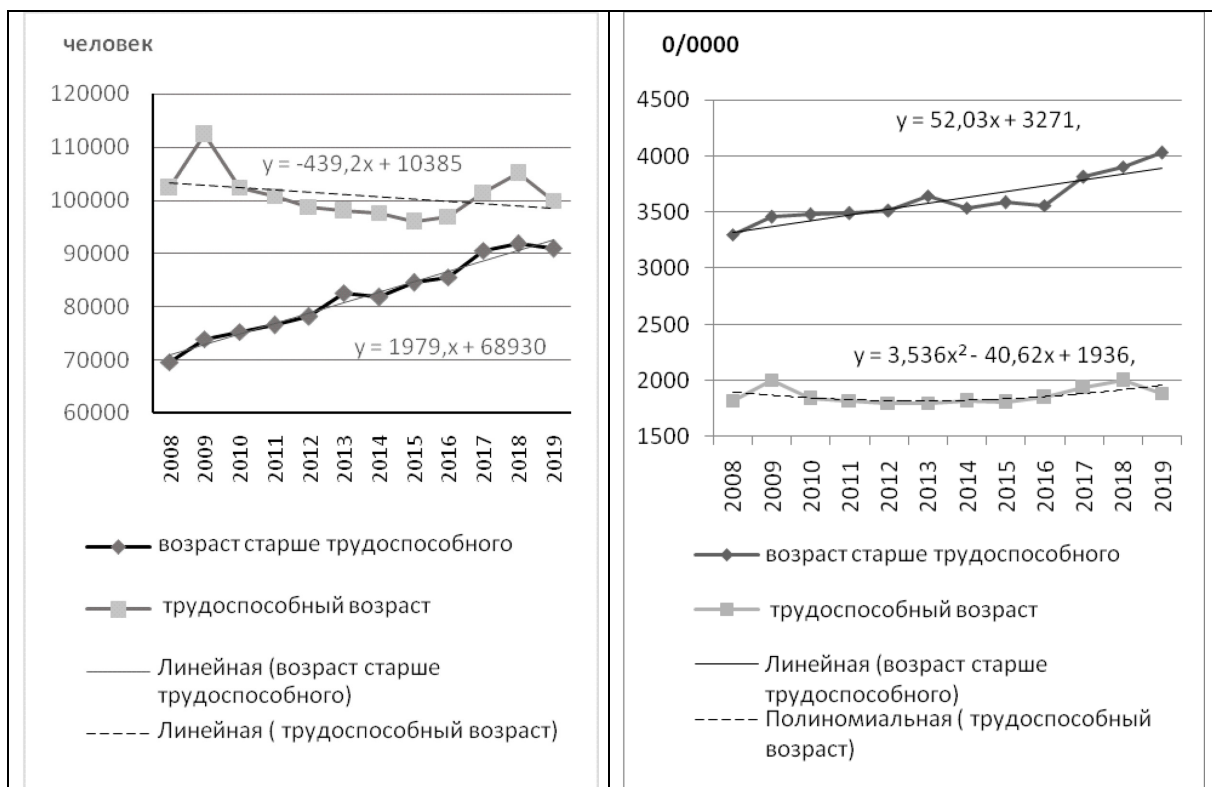 человек
120000
110000
100000
90000
80000
70000
60000
y = -439,2x + 10385
y = 1979,x + 68930
2008
2009
2010
2011
2012
2013
2014
2015
2016
2017
2018
2019
возраст старше трудоспособного
трудоспособный возраст
Линейная (возраст старше
трудоспособного)
Линейная ( трудоспособный возраст)
0/0000
4500
4000
3500
3000
2500
2000
1500
y = 52,03x + 3271,
y = 3,536x² - 40,62x + 1936,
2008
2009
2010
2011
2012
2013
2014
2015
2016
2017
2018
2019
возраст старше трудоспособного
трудоспособный возраст
Линейная (возраст старше
трудоспособного)
Полиномиальная ( трудоспособный
возраст)